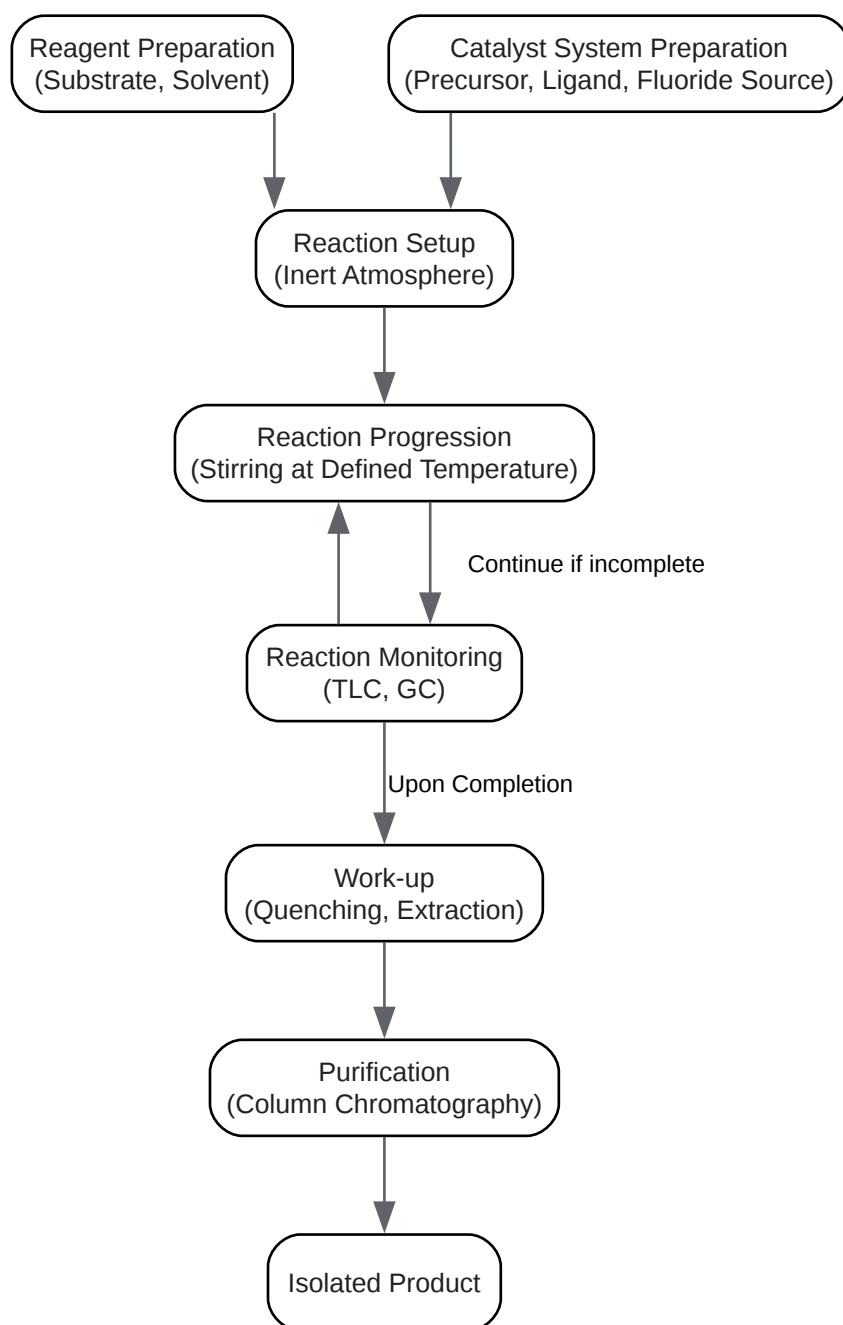 Reagent Preparation
(Substrate, Solvent)
Catalyst System Preparation
(Precursor, Ligand, Fluoride Source)
Reaction Setup
(Inert Atmosphere)
Reaction Progression
(Stirring at Defined Temperature)
Continue if incomplete
Reaction Monitoring
(TLC, GC)
Upon Completion
Work-up
(Quenching, Extraction)
Purification
(Column Chromatography)
Isolated Product